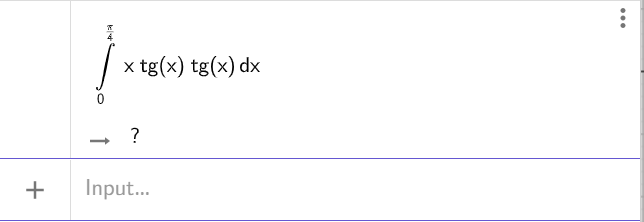 ∫₀^(π/4) x tg(x) tg(x) dx
→ ?
+ Input...